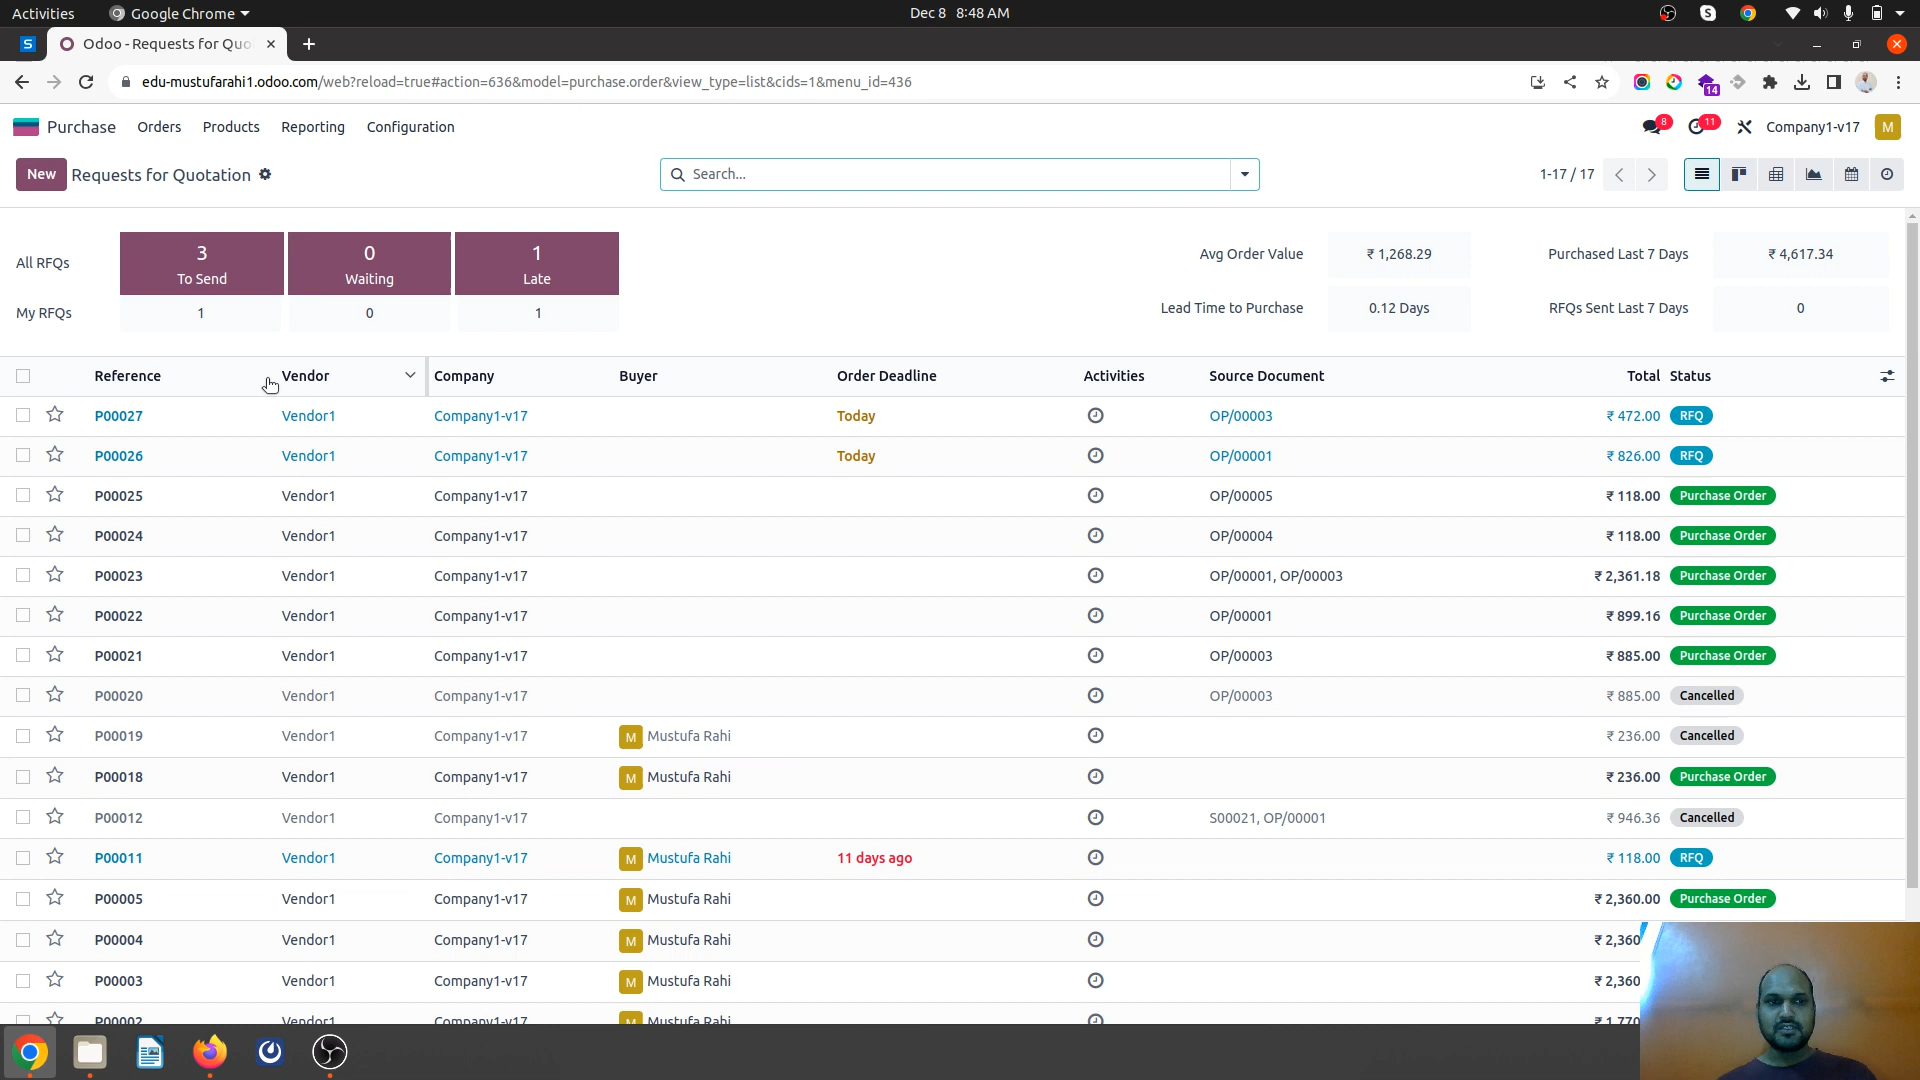 Activities Google Chrome Dec 8 8:48 AM
Odoo - Requests for Quo
edu-mustufarahi1.odoo.com/web?reload=true#action=636&model=purchase.order&view_type=list&cids=1&menu_id=436 14
Purchase Orders Products Reporting Configuration 8 11 Company1-v17 M
New Requests for Quotation Search... 1-17 / 17
All RFQs 3 To Send 0 Waiting 1 Late Avg Order Value ₹ 1,268.29 Purchased Last 7 Days ₹ 4,617.34
My RFQs 1 0 1 Lead Time to Purchase 0.12 Days RFQs Sent Last 7 Days 0
Reference Vendor Company Buyer Order Deadline Activities Source Document Total Status
P00027 Vendor1 Company1-v17 Today OP/00003 ₹ 472.00 RFQ
P00026 Vendor1 Company1-v17 Today OP/00001 ₹ 826.00 RFQ
P00025 Vendor1 Company1-v17 OP/00005 ₹ 118.00 Purchase Order
P00024 Vendor1 Company1-v17 OP/00004 ₹ 118.00 Purchase Order
P00023 Vendor1 Company1-v17 OP/00001, OP/00003 ₹ 2,361.18 Purchase Order
P00022 Vendor1 Company1-v17 OP/00001 ₹ 899.16 Purchase Order
P00021 Vendor1 Company1-v17 OP/00003 ₹ 885.00 Purchase Order
P00020 Vendor1 Company1-v17 OP/00003 ₹ 885.00 Cancelled
P00019 Vendor1 Company1-v17 M Mustufa Rahi ₹ 236.00 Cancelled
P00018 Vendor1 Company1-v17 M Mustufa Rahi ₹ 236.00 Purchase Order
P00012 Vendor1 Company1-v17 S00021, OP/00001 ₹ 946.36 Cancelled
P00011 Vendor1 Company1-v17 M Mustufa Rahi 11 days ago ₹ 118.00 RFQ
P00005 Vendor1 Company1-v17 M Mustufa Rahi ₹ 2,360.00 Purchase Order
P00004 Vendor1 Company1-v17 M Mustufa Rahi ₹ 2,360
P00003 Vendor1 Company1-v17 M Mustufa Rahi ₹ 2,360
P00002 Vendor1 Company1-v17 M Mustufa Rahi ₹ 1,770